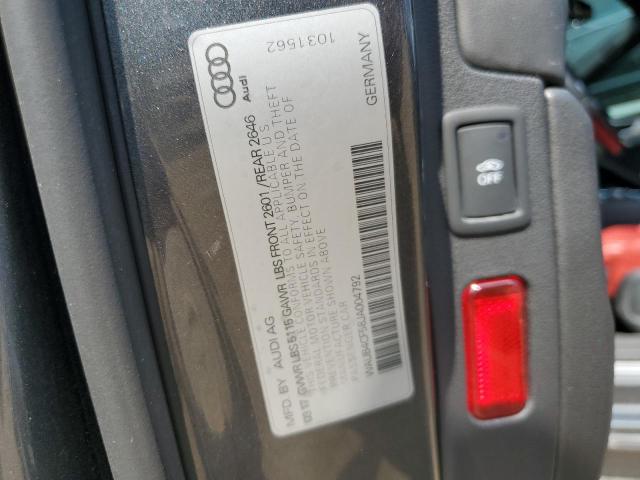 MFD. BY AUDI AG
GVWR LBS 5115 GAWR LBS FRONT 2601 / REAR 2646
THIS VEHICLE CONFORMS TO ALL APPLICABLE U.S.
FEDERAL MOTOR VEHICLE SAFETY, BUMPER AND THEFT
PREVENTION STANDARDS IN EFFECT ON THE DATE OF
MANUFACTURE SHOWN ABOVE
PASSENGER CAR
GERMANY
Audi
1031562
OFF